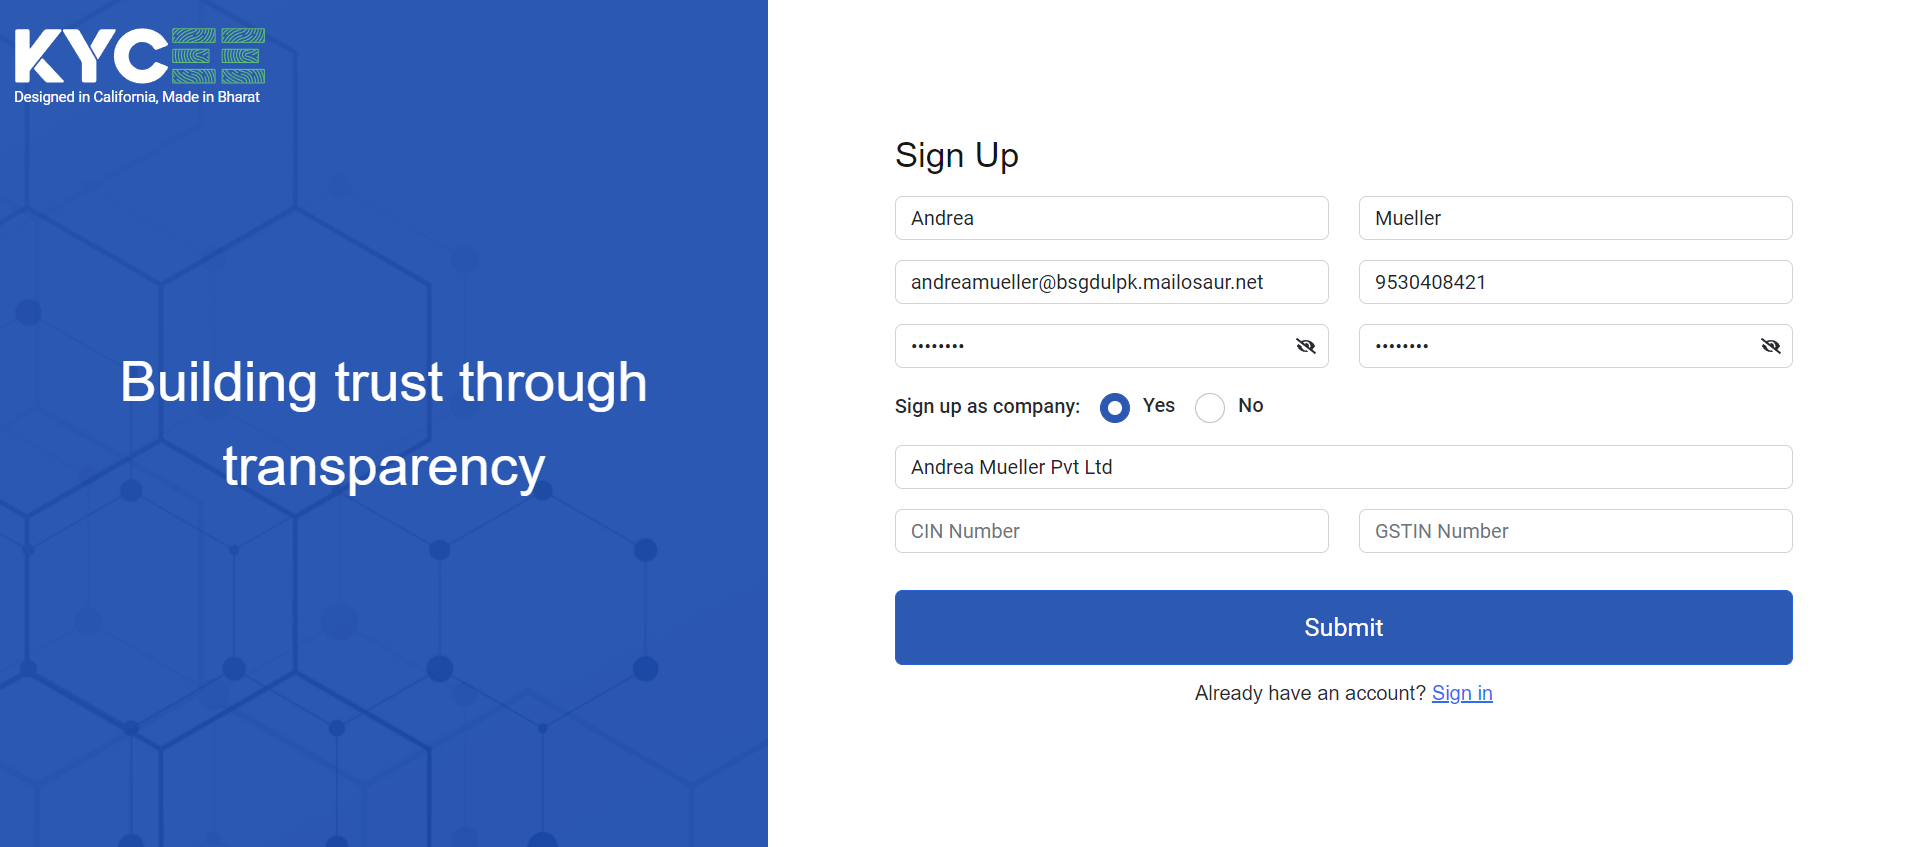 KYCEE
Designed in California, Made in Bharat
Building trust through
transparency
Sign Up
Andrea
Mueller
andreamueller@bsgdulpk.mailosaur.net
9530408421
••••••••
••••••••
Sign up as company:
Yes
No
Andrea Mueller Pvt Ltd
CIN Number
GSTIN Number
Submit
Already have an account? Sign in